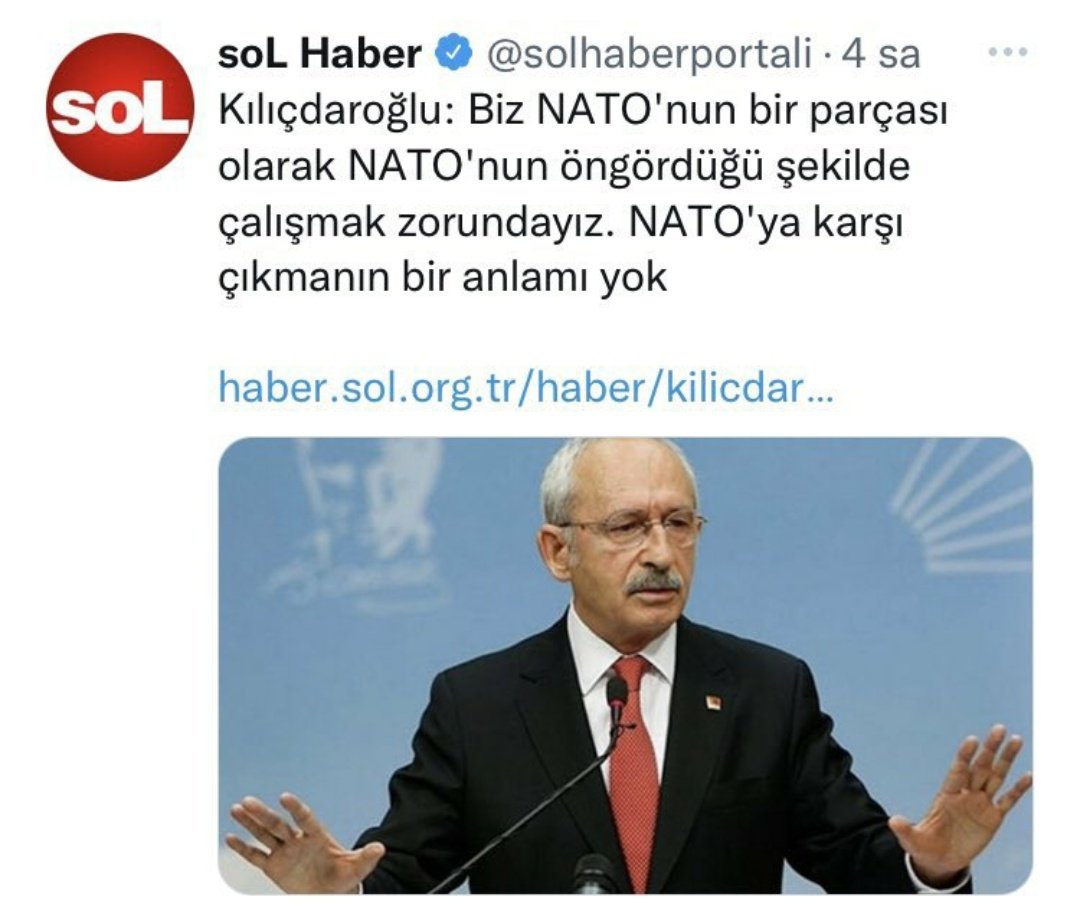 soL
soL Haber @solhaberportali · 4 sa
Kılıçdaroğlu: Biz NATO'nun bir parçası
olarak NATO'nun öngördüğü şekilde
çalışmak zorundayız. NATO'ya karşı
çıkmanın bir anlamı yok
haber.sol.org.tr/haber/kilicdar...